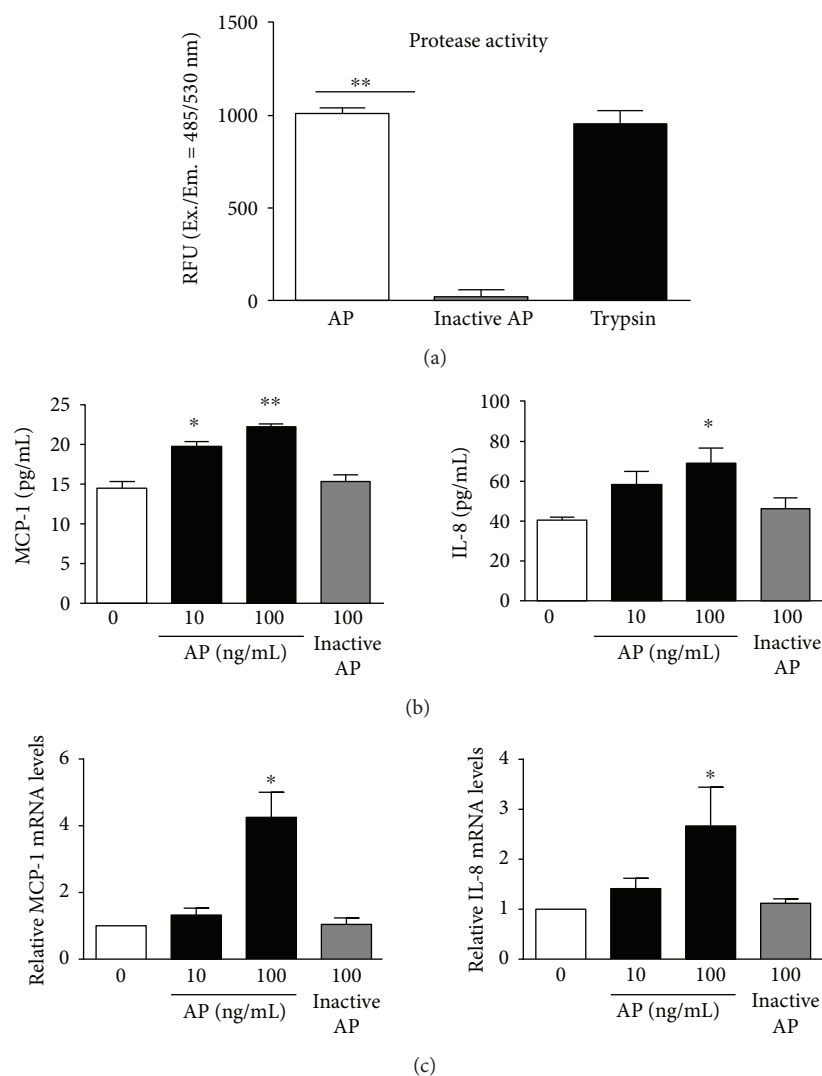 Protease activity
RFU (Ex./Em. = 485/530 nm)
1500
1000
500
0
**
AP
Inactive AP
Trypsin
(a)
MCP-1 (pg/mL)
25
20
15
10
5
0
*
**
0
10
100
100
AP (ng/mL)
Inactive
AP
IL-8 (pg/mL)
100
80
60
40
20
0
*
0
10
100
100
AP (ng/mL)
Inactive
AP
(b)
Relative MCP-1 mRNA levels
6
4
2
0
*
0
10
100
100
AP (ng/mL)
Inactive
AP
Relative IL-8 mRNA levels
4
3
2
1
0
*
0
10
100
100
AP (ng/mL)
Inactive
AP
(c)